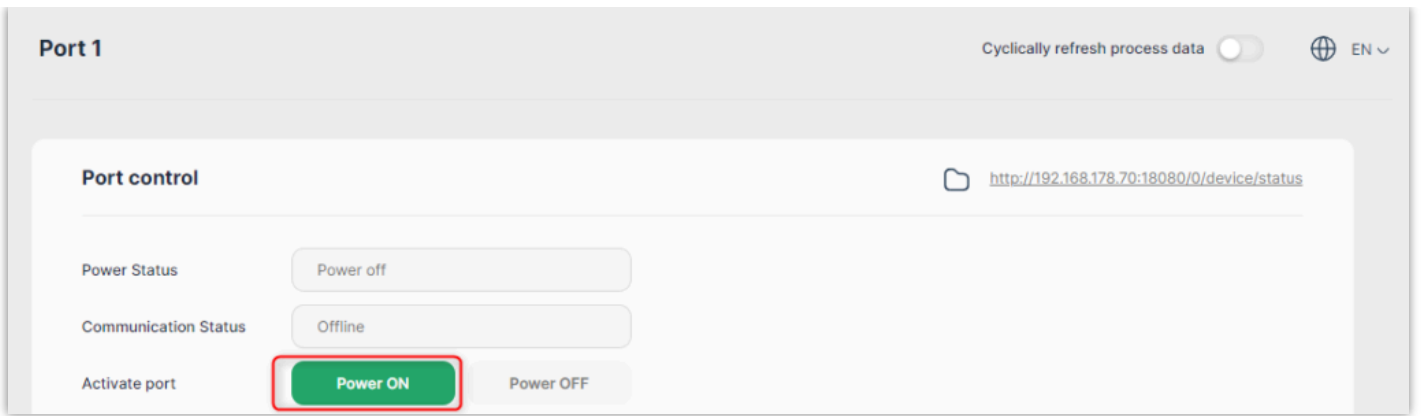 Port 1
Cyclically refresh process data
EN
Port control
http://192.168.178.70:18080/0/device/status
Power Status
Power off
Communication Status
Offline
Activate port
Power ON
Power OFF